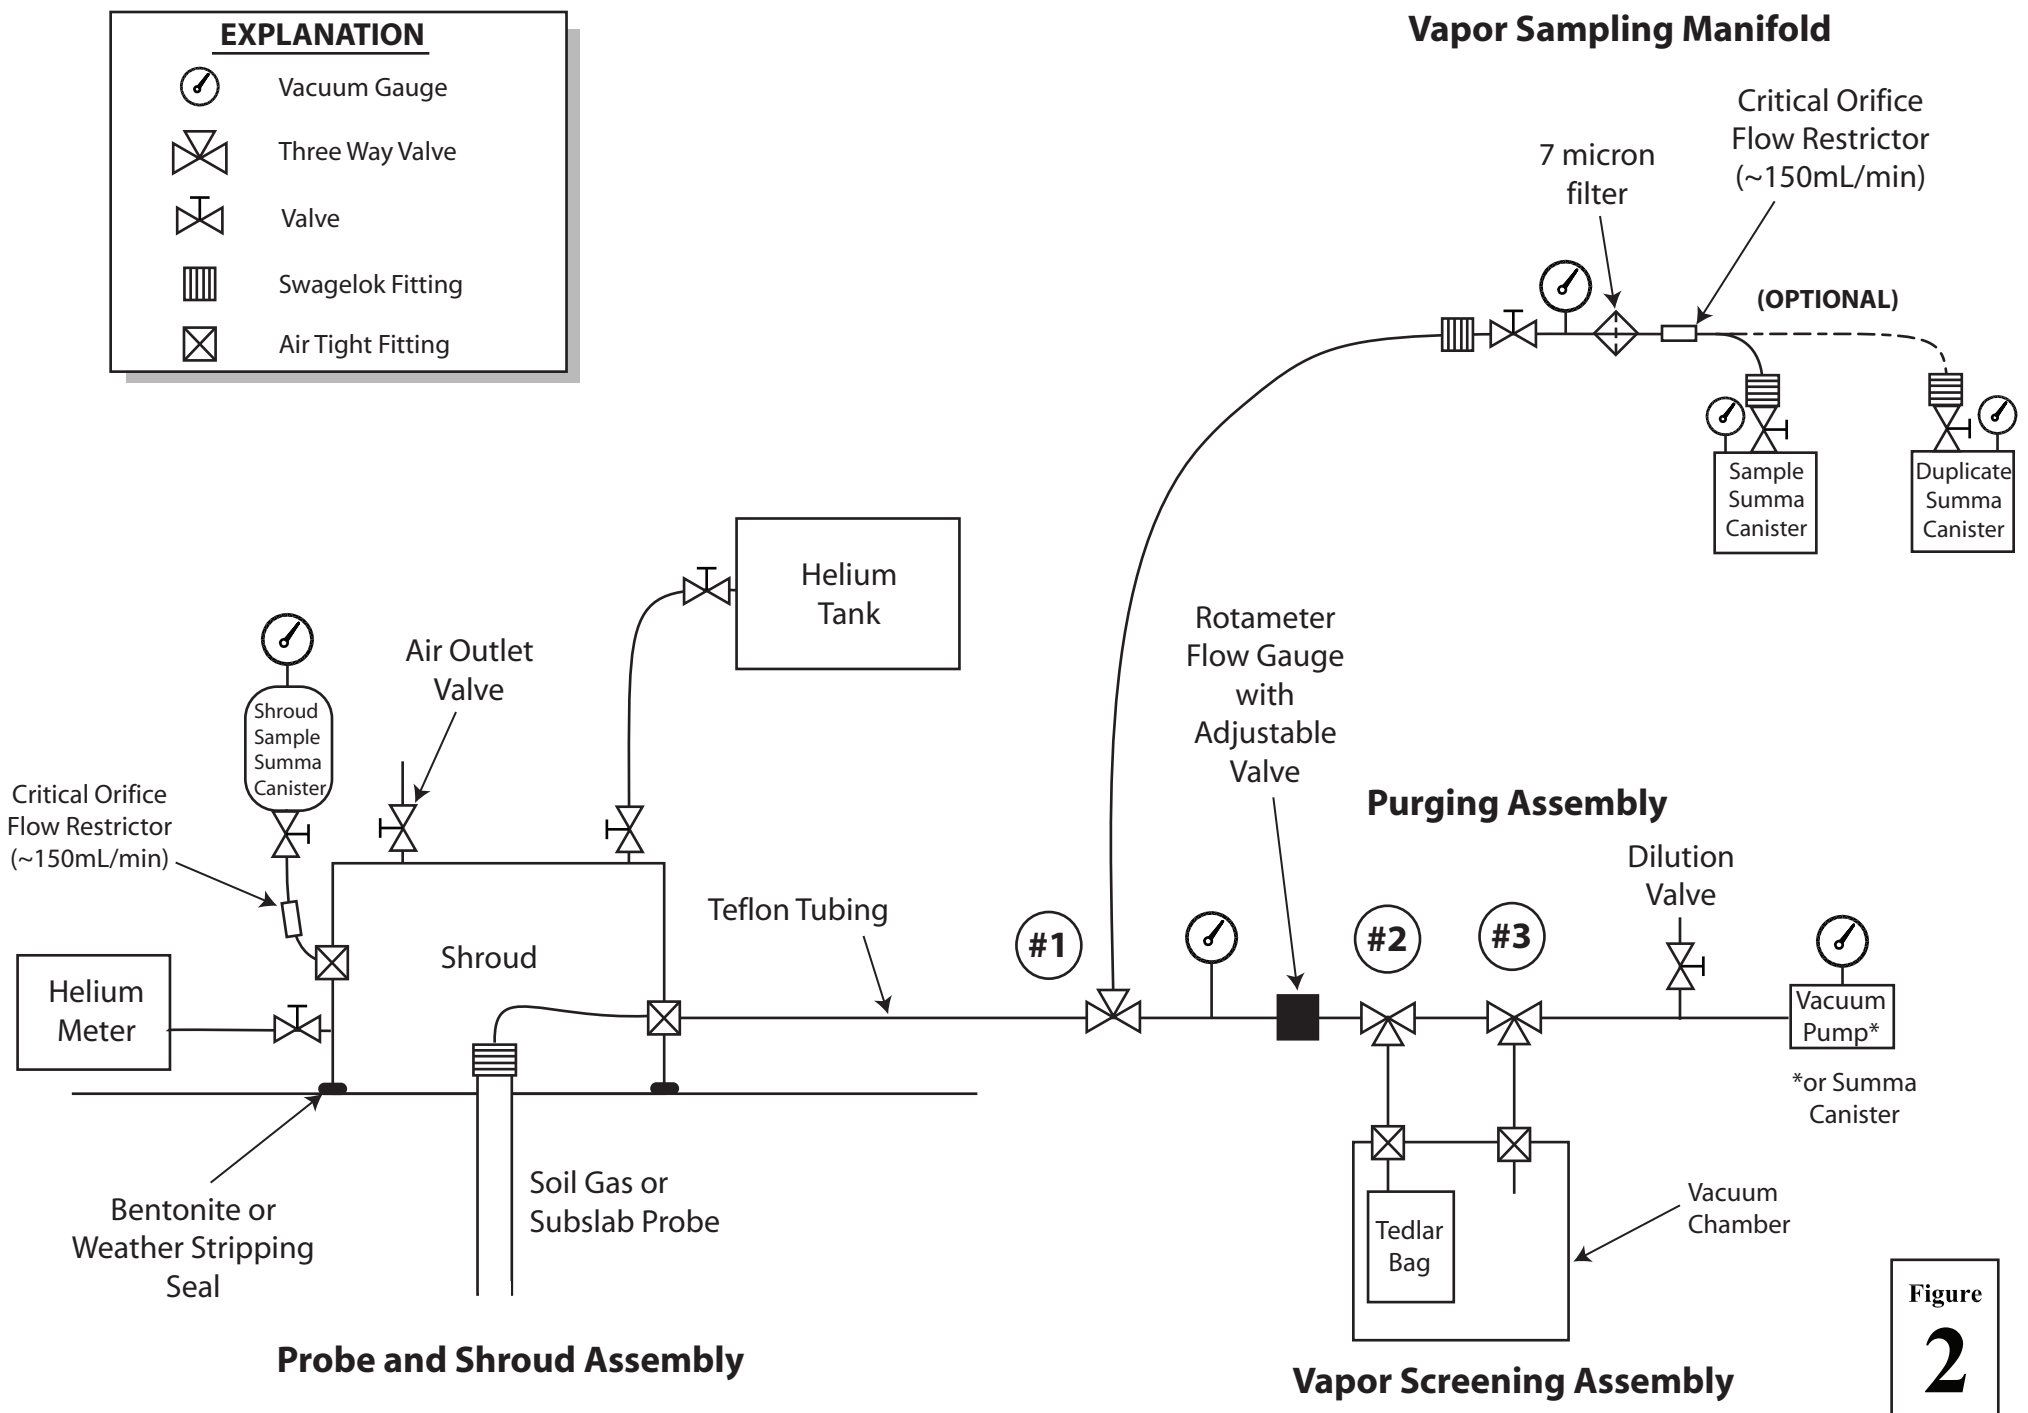 EXPLANATION
Vacuum Gauge
Three Way Valve
Valve
Swagelok Fitting
Air Tight Fitting
Vapor Sampling Manifold
Critical Orifice
Flow Restrictor
(~150mL/min)
7 micron
filter
(OPTIONAL)
Sample
Summa
Canister
Duplicate
Summa
Canister
Helium
Tank
Air Outlet
Valve
Shroud
Sample
Summa
Canister
Critical Orifice
Flow Restrictor
(~150mL/min)
Helium
Meter
Shroud
Teflon Tubing
Bentonite or
Weather Stripping
Seal
Soil Gas or
Subslab Probe
Probe and Shroud Assembly
Rotameter
Flow Gauge
with
Adjustable
Valve
Purging Assembly
#1
#2
#3
Dilution
Valve
Vacuum
Pump*
*or Summa
Canister
Tedlar
Bag
Vacuum
Chamber
Vapor Screening Assembly
Figure
2